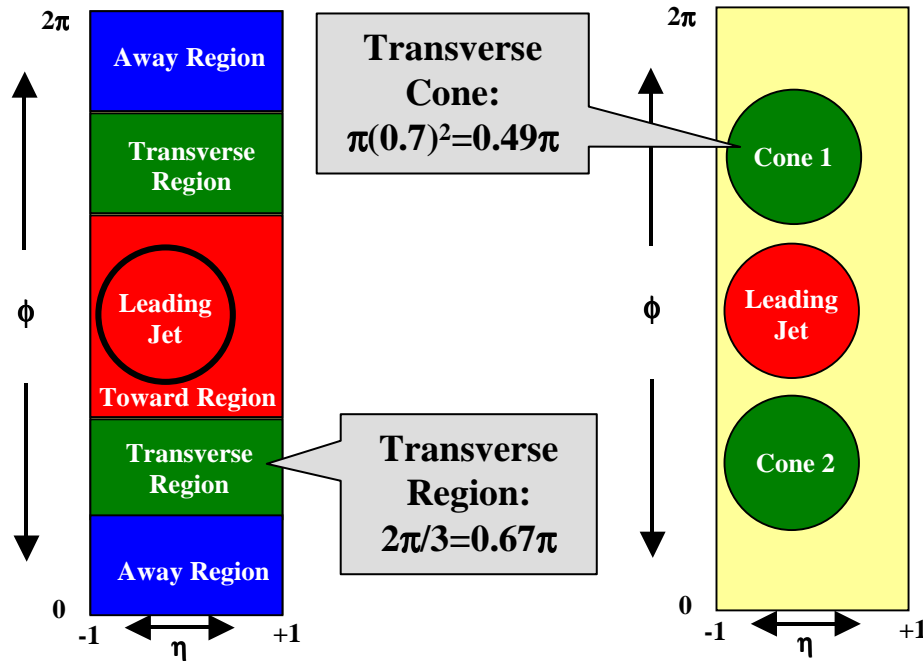 2π
Away Region
Transverse
Region
Leading
Jet
Toward Region
Transverse
Region
Away Region
ϕ
0
-1
+1
η
Transverse
Cone:
π(0.7)²=0.49π
Transverse
Region:
2π/3=0.67π
2π
Cone 1
Leading
Jet
Cone 2
ϕ
0
-1
+1
η